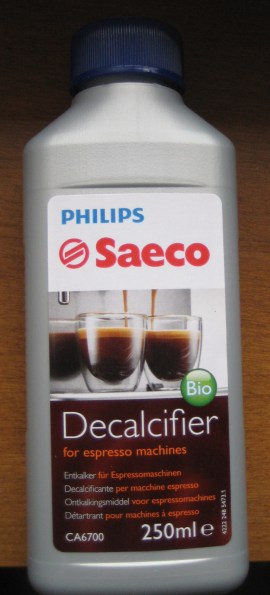 PHILIPS
Saeco
Bio
Decalcifier
for espresso machines
Entkalker für Espressomaschinen
Decalcificante per macchine espresso
Ontkalkingsmiddel voor espressomachines
Détartrant pour machines à espresso
CA6700 250ml e